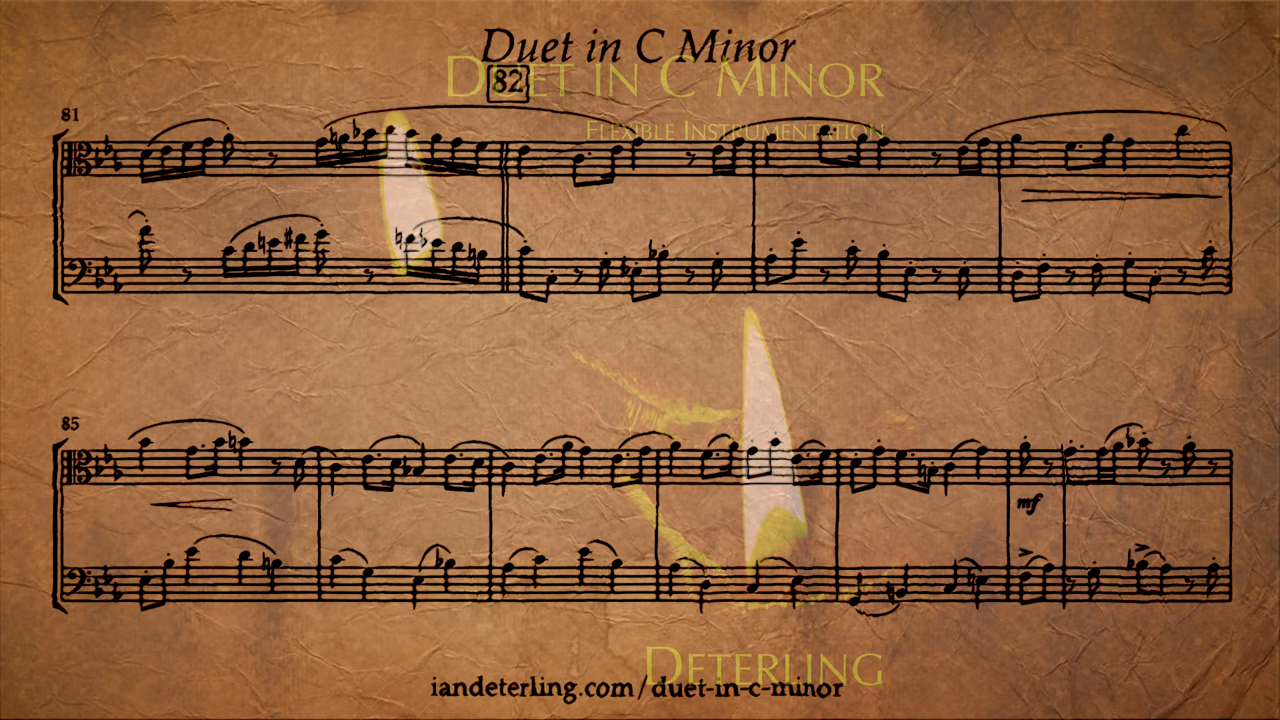 Duet in C Minor
Duet in C Minor
82
Flexible Instrumentation
81
85
mf
Deterling
iandeterling.com/duet-in-c-minor